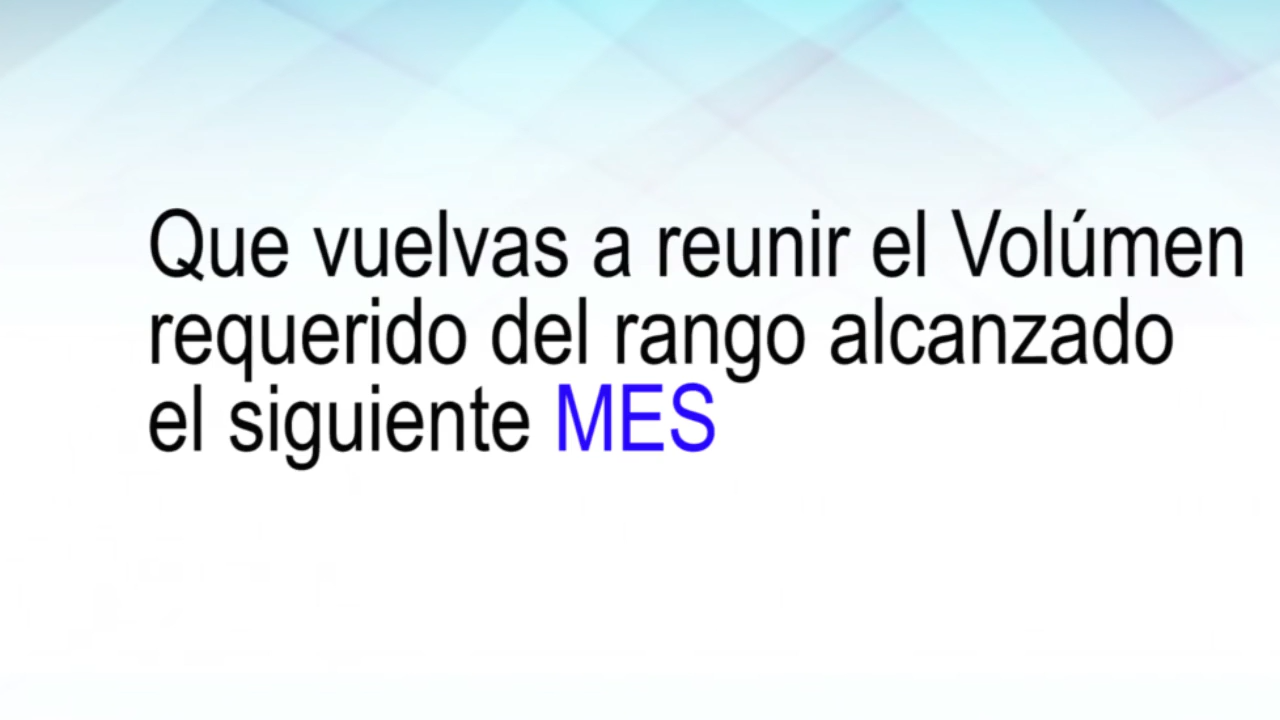 Que vuelvas a reunir el Volúmen
requerido del rango alcanzado
el siguiente MES